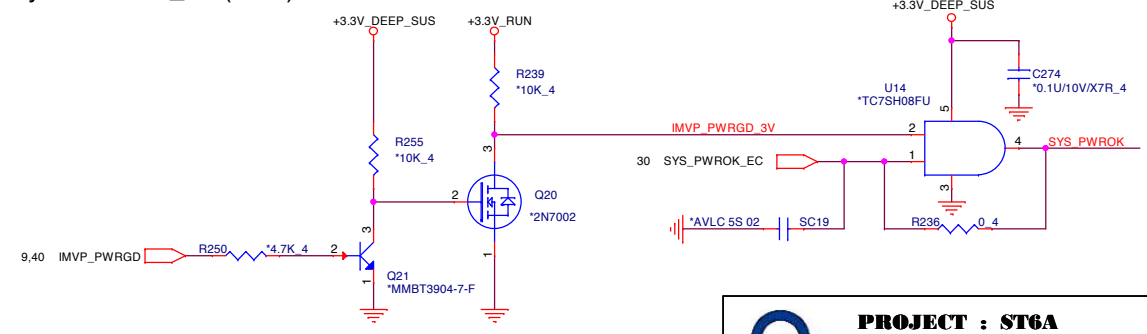 +3.3V_DEEP_SUS
+3.3V_DEEP_SUS
+3.3V_RUN
R239
*10K_4
C274
*0.1U/10V/X7R_4
U14
*TC7SH08FU
5
R255
*10K_4
IMVP_PWRGD_3V
2
3
4
SYS_PWROK
30 SYS_PWROK_EC
1
2
Q20
*2N7002
3
*AVLC 5S 02
SC19
R236
0_4
3
9,40 IMVP_PWRGD
R250
*4.7K_4
2
1
Q21
*MMBT3904-7-F
1
PROJECT : ST6A